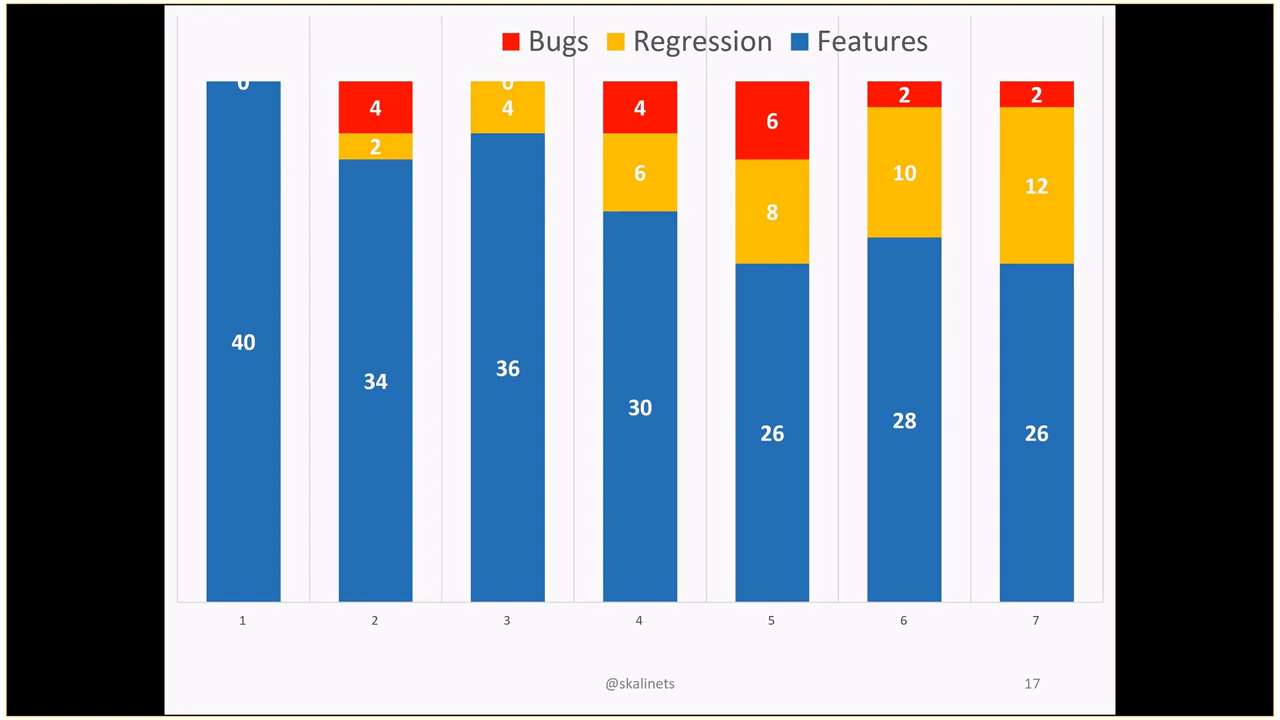 Bugs Regression Features
0 0
4 4 4 6 2 2
2 6 8 10 12
40 34 36 30 26 28 26
1 2 3 4 5 6 7
@skalinets 17